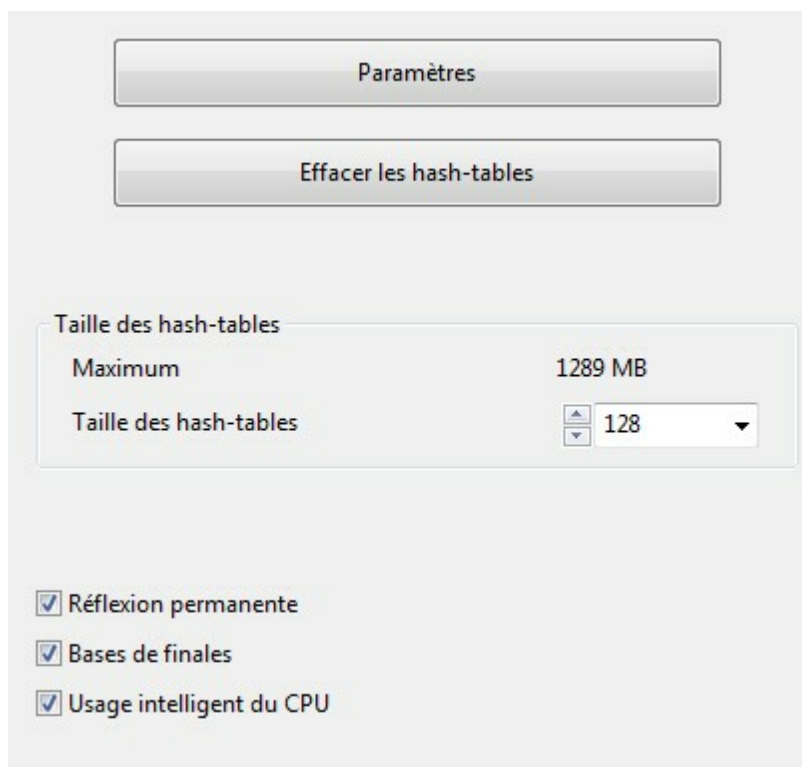 Paramètres
Effacer les hash-tables
Taille des hash-tables
Maximum 1289 MB
Taille des hash-tables 128
Réflexion permanente
Bases de finales
Usage intelligent du CPU